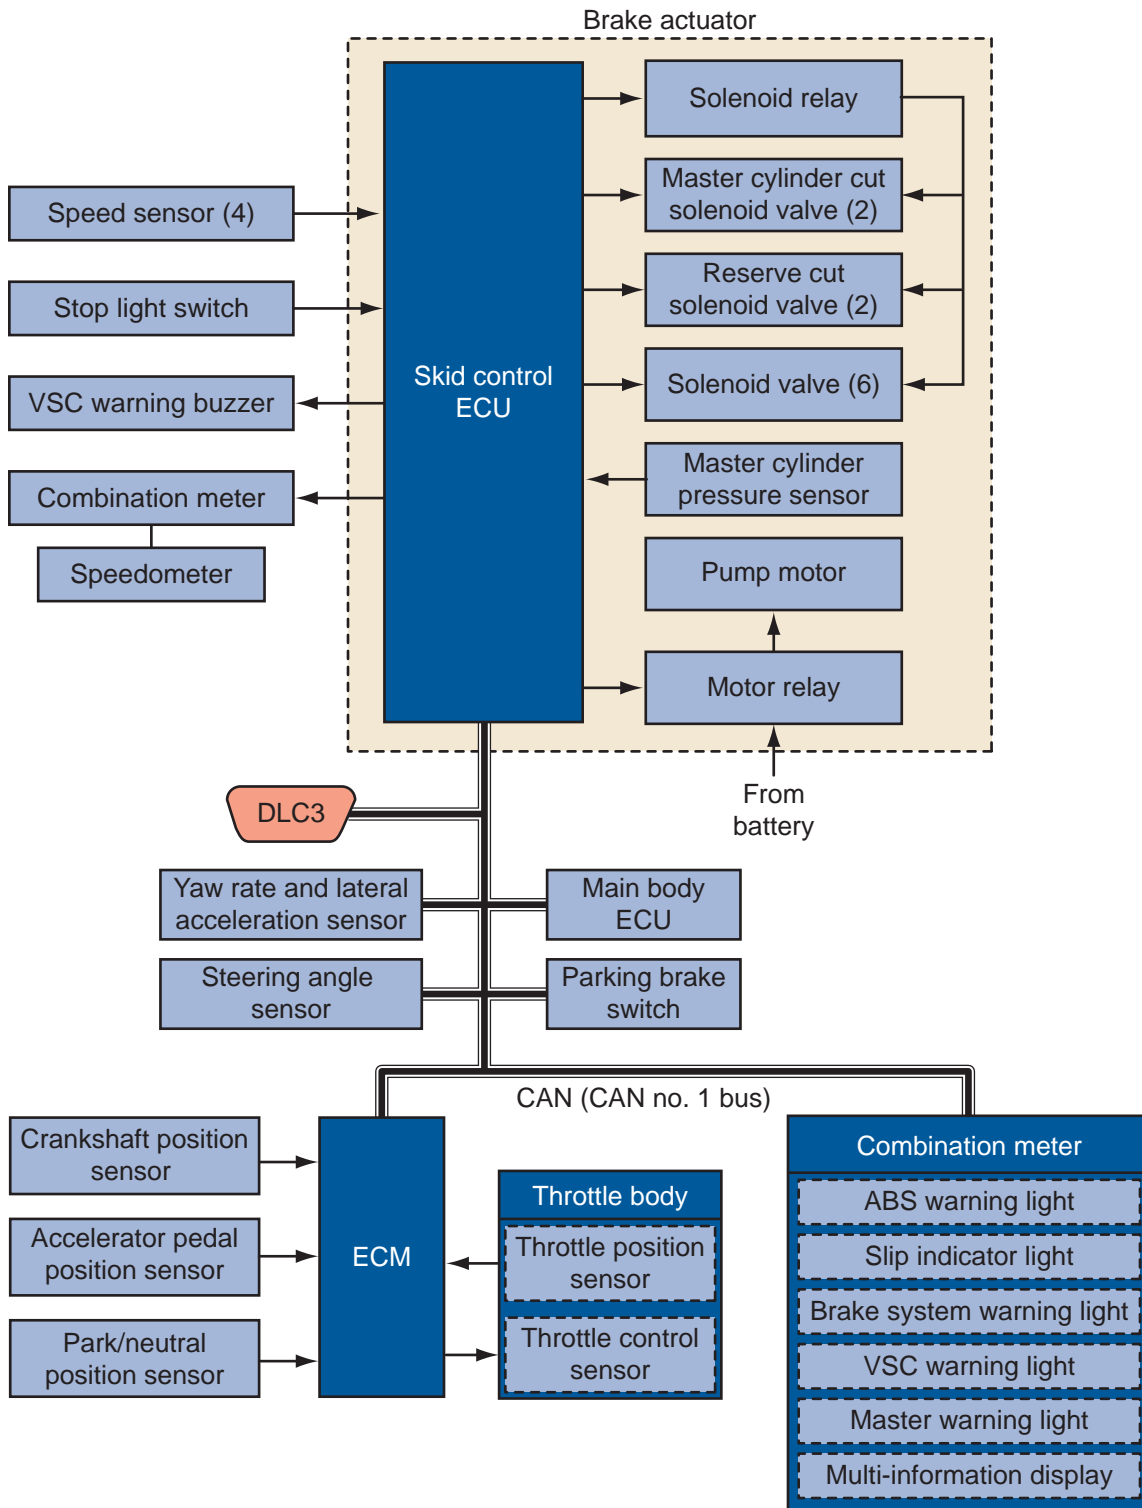 Brake actuator
Solenoid relay
Master cylinder cut
solenoid valve (2)
Speed sensor (4)
Reserve cut
solenoid valve (2)
Stop light switch
Skid control
ECU
Solenoid valve (6)
VSC warning buzzer
Master cylinder
pressure sensor
Combination meter
Speedometer
Pump motor
Motor relay
From
battery
DLC3
Yaw rate and lateral
acceleration sensor
Main body
ECU
Steering angle
sensor
Parking brake
switch
CAN (CAN no. 1 bus)
Crankshaft position
sensor
Accelerator pedal
position sensor
Park/neutral
position sensor
ECM
Throttle body
Throttle position
sensor
Throttle control
sensor
Combination meter
ABS warning light
Slip indicator light
Brake system warning light
VSC warning light
Master warning light
Multi-information display